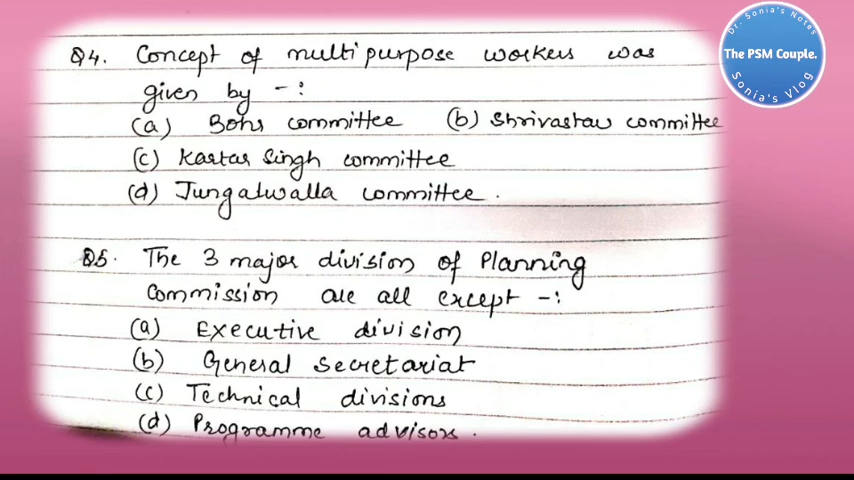 Q4. Concept of multipurpose workers was
given by -:
(a) Bohr committee (b) Shrivastav committee
(c) Kartar Singh committee
(d) Jungalwalla committee.
Q5. The 3 major division of Planning
Commission are all except -:
(a) Executive division
(b) General Secretariat
(c) Technical divisions
(d) Programme advisors.
Dr. Sonia's Notes
The PSM Couple.
Sonia's Vlog